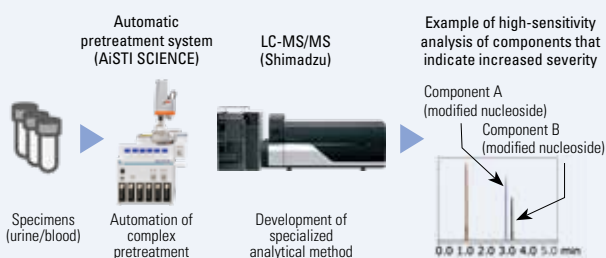 Automatic
pretreatment system
(AiSTI SCIENCE)
LC-MS/MS
(Shimadzu)
Example of high-sensitivity
analysis of components that
indicate increased severity
Component A
(modified nucleoside)
Component B
(modified nucleoside)
Specimens
(urine/blood)
Automation of
complex
pretreatment
Development of
specialized
analytical method
0.0 1.0 2.0 3.0 4.0 5.0 min